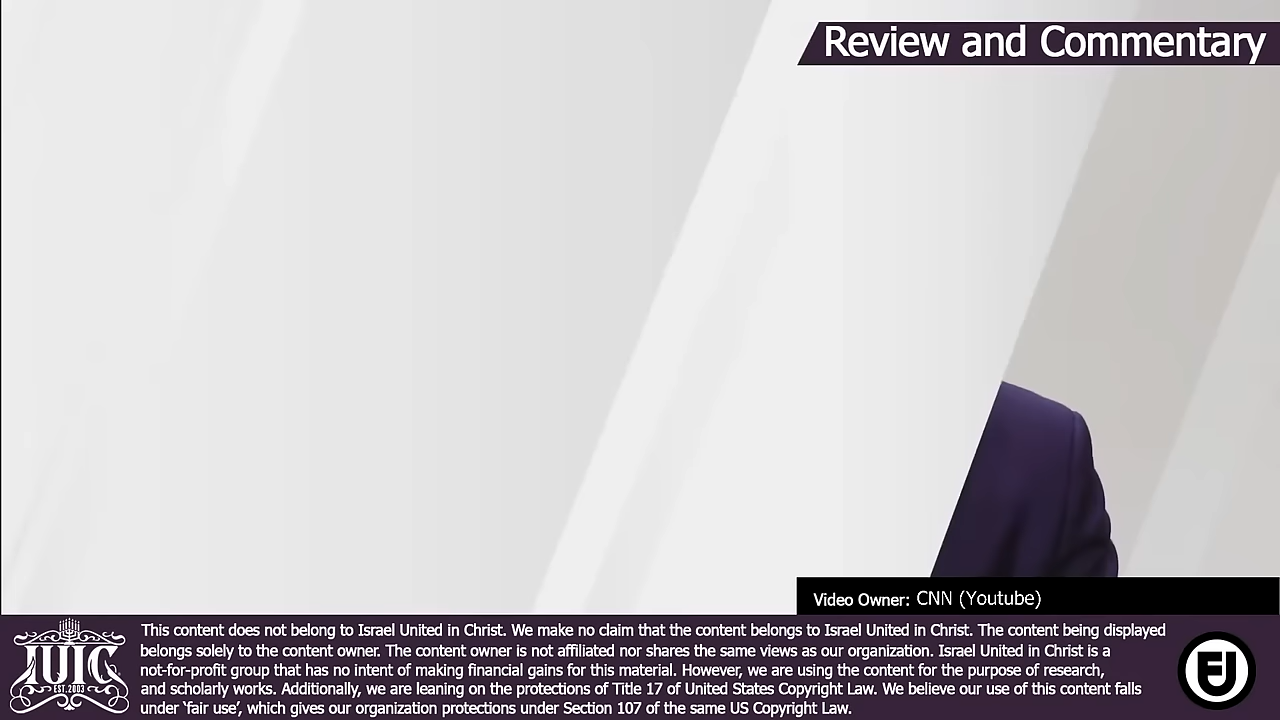 Review and Commentary
Video Owner: CNN (Youtube)
This content does not belong to Israel United in Christ. We make no claim that the content belongs to Israel United in Christ. The content being displayed
belongs solely to the content owner. The content owner is not affiliated nor shares the same views as our organization. Israel United in Christ is a
not-for-profit group that has no intent of making financial gains for this material. However, we are using the content for the purpose of research,
and scholarly works. Additionally, we are leaning on the protections of Title 17 of United States Copyright Law. We believe our use of this content falls
under ‘fair use’, which gives our organization protections under Section 107 of the same US Copyright Law.
IUIC
EST. 2003